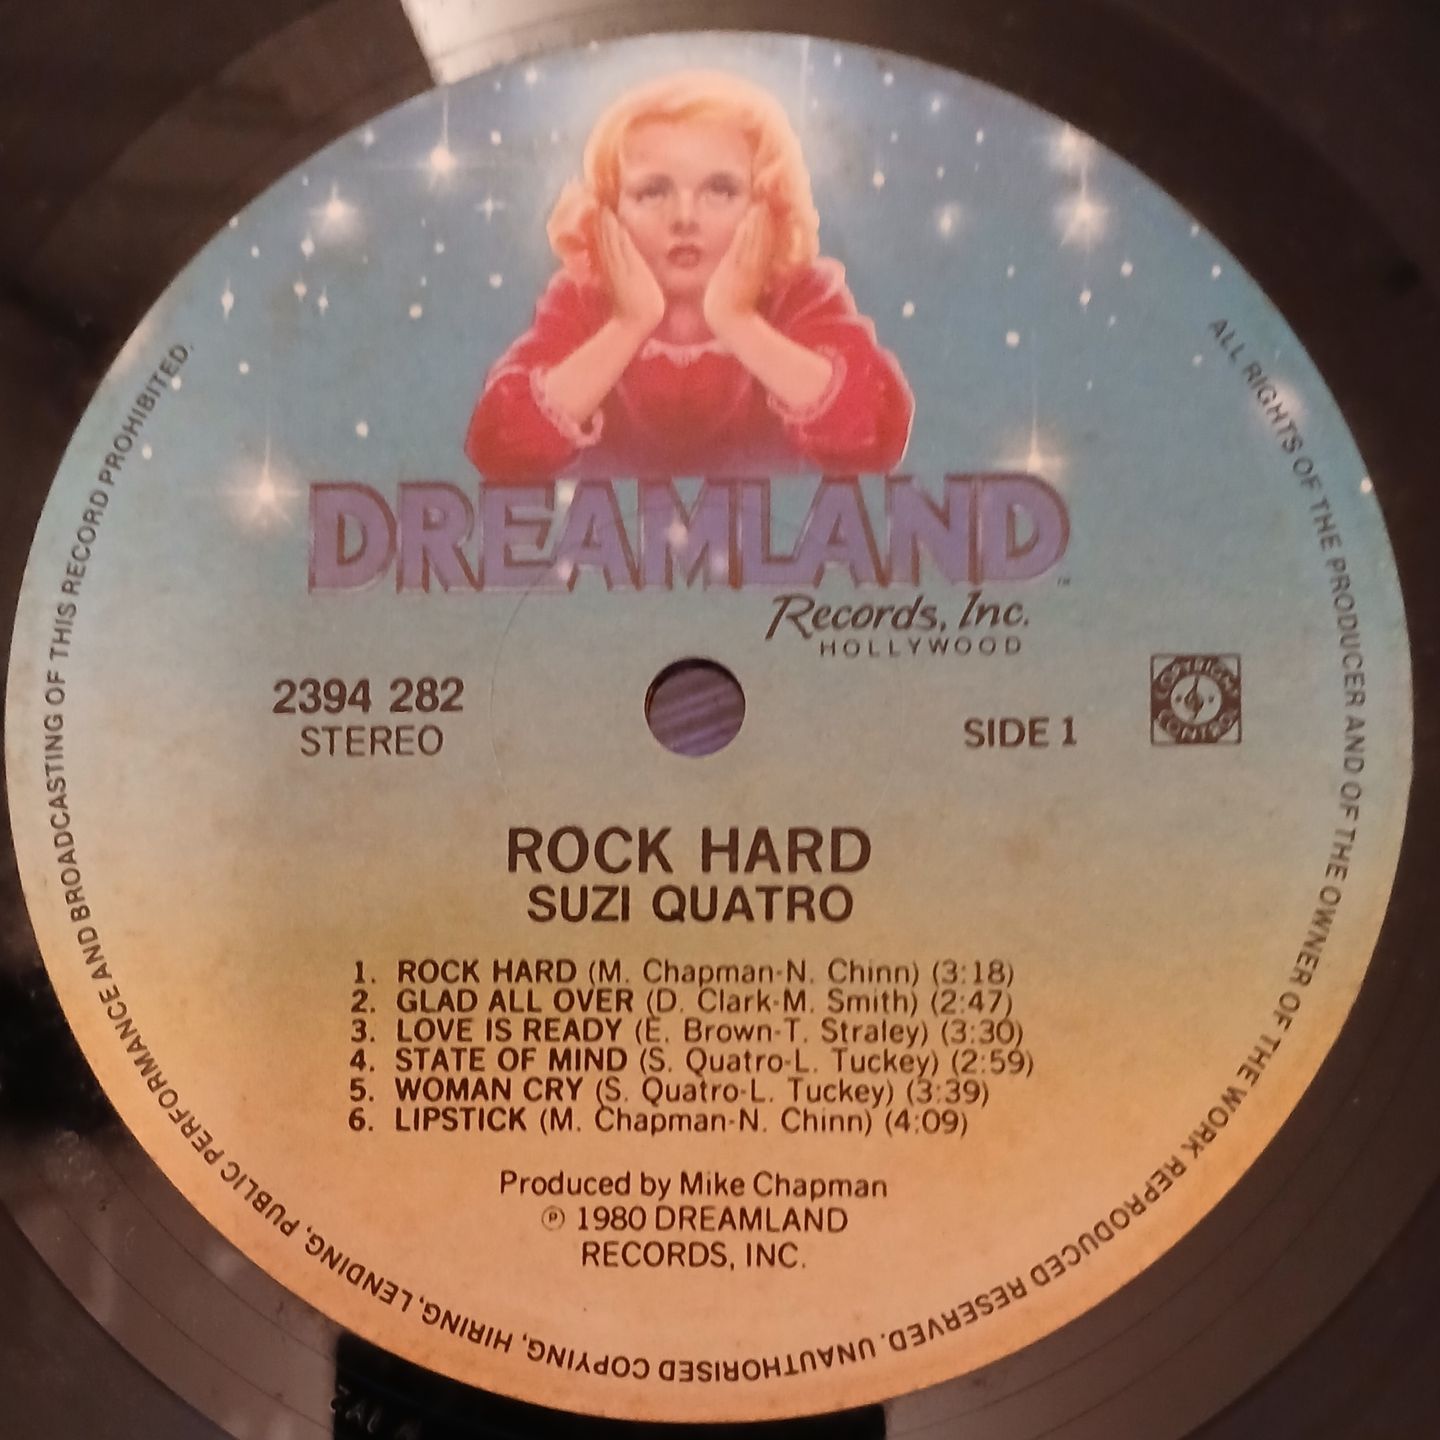 DREAMLAND
™
Records, Inc.
HOLLYWOOD
2394 282
STEREO
SIDE 1
ROCK HARD
SUZI QUATRO
1. ROCK HARD (M. Chapman-N. Chinn) (3:18)
2. GLAD ALL OVER (D. Clark-M. Smith) (2:47)
3. LOVE IS READY (E. Brown-T. Straley) (3:30)
4. STATE OF MIND (S. Quatro-L. Tuckey) (2:59)
5. WOMAN CRY (S. Quatro-L. Tuckey) (3:39)
6. LIPSTICK (M. Chapman-N. Chinn) (4:09)
Produced by Mike Chapman
℗ 1980 DREAMLAND
RECORDS, INC.
ALL RIGHTS OF THE PRODUCER AND OF THE OWNER OF THE WORK REPRODUCED RESERVED. UNAUTHORISED COPYING, HIRING, LENDING, PUBLIC PERFORMANCE AND BROADCASTING OF THIS RECORD PROHIBITED.